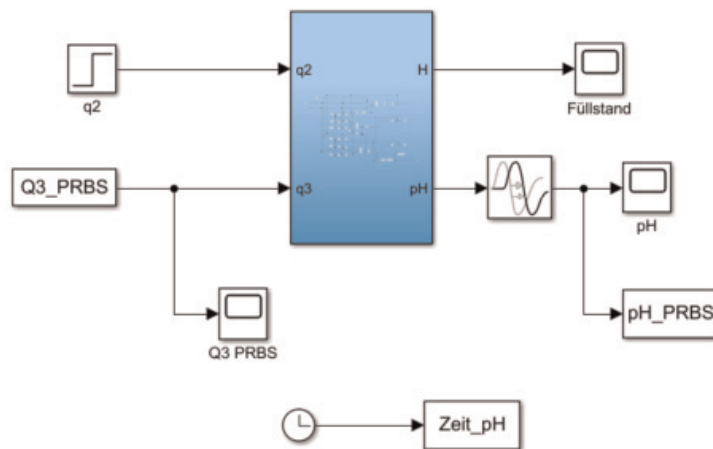 q2
H
q2
Füllstand
Q3_PRBS
q3
pH
pH
pH_PRBS
Q3 PRBS
Zeit_pH